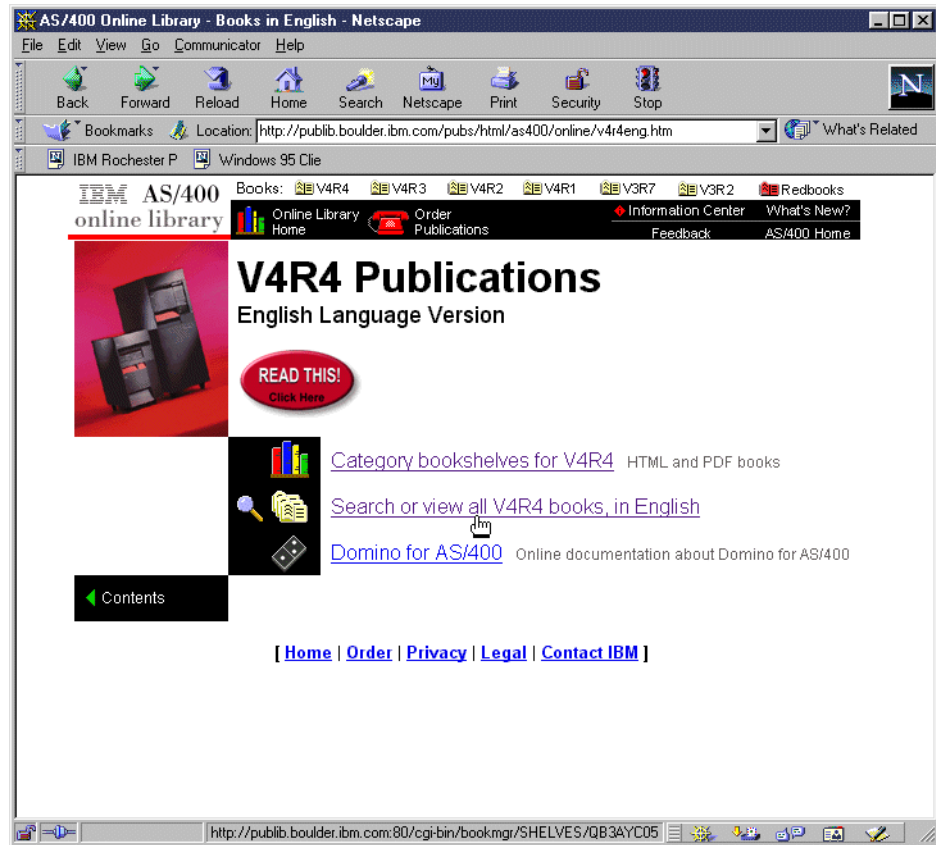 AS/400 Online Library - Books in English - Netscape
File Edit View Go Communicator Help
My
Back Forward Reload Home Search Netscape Print Security Stop
N
Bookmarks Location: http://publib.boulder.ibm.com/pubs/html/as400/online/v4r4eng.htm What's Related
IBM Rochester P Windows 95 Clie
IBM AS/400
online library
Books: V4R4 V4R3 V4R2 V4R1 V3R7 V3R2 Redbooks
Online Library Home
Order Publications
Information Center What's New?
Feedback AS/400 Home
V4R4 Publications
English Language Version
READ THIS!
Click Here
Category bookshelves for V4R4 HTML and PDF books
Search or view all V4R4 books, in English
Domino for AS/400 Online documentation about Domino for AS/400
Contents
[ Home | Order | Privacy | Legal | Contact IBM ]
http://publib.boulder.ibm.com:80/cgi-bin/bookmgr/SHELVES/QB3AYC05